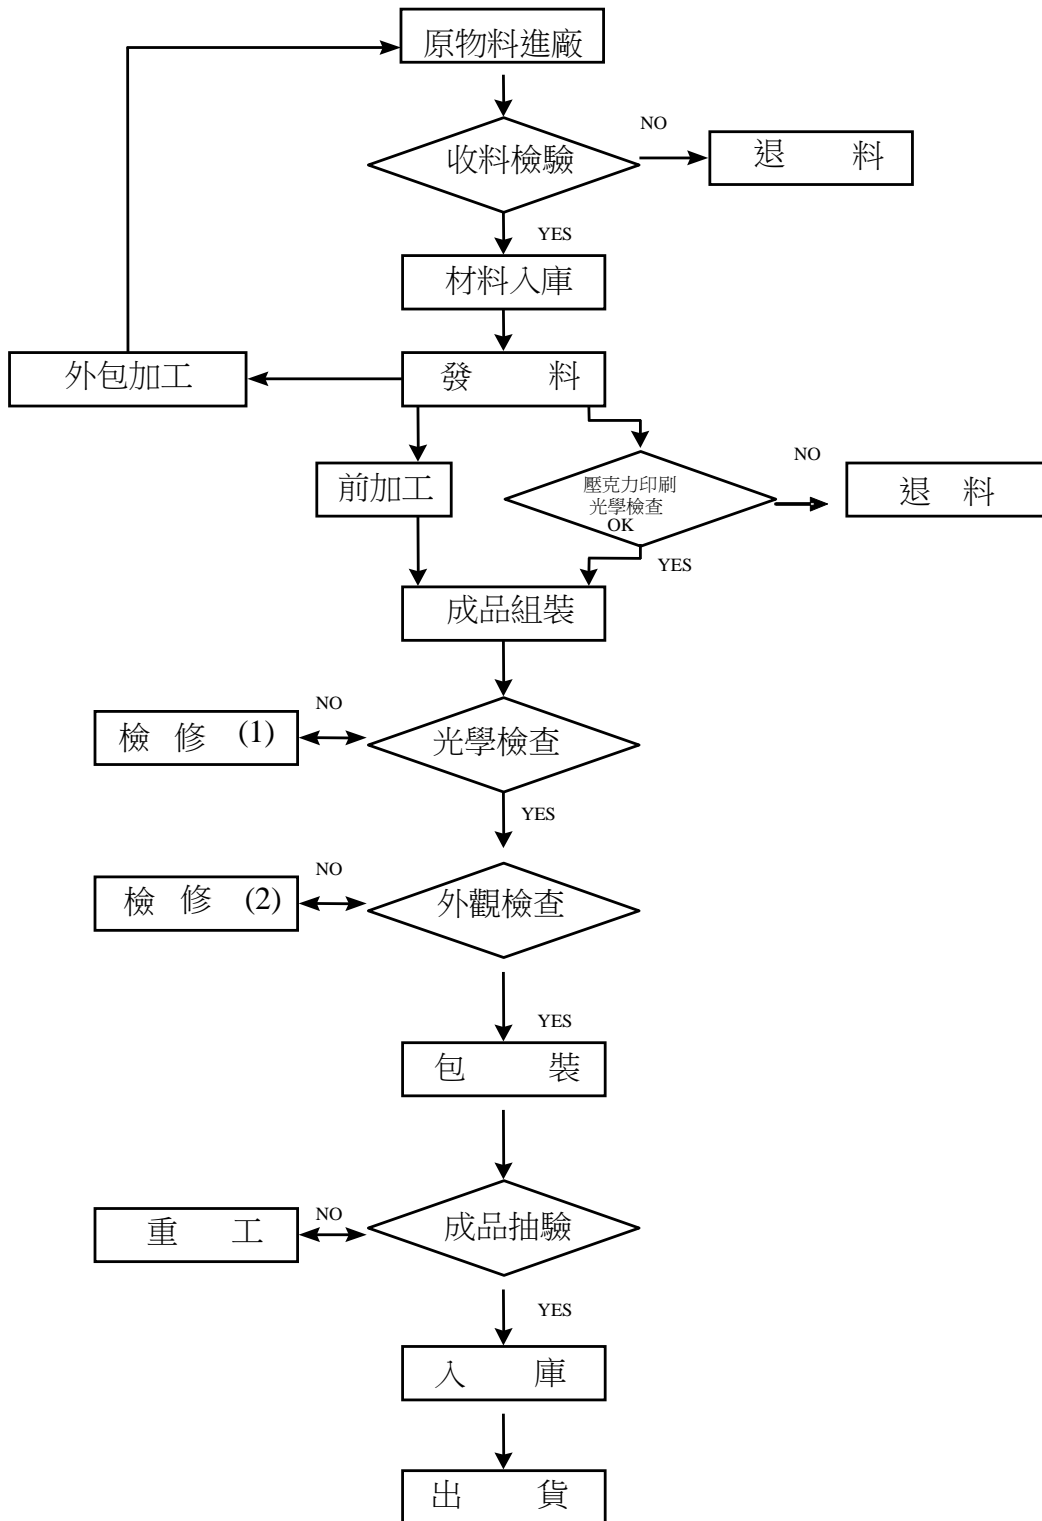 原物料進廠
NO
收料檢驗
退 料
YES
材料入庫
外包加工
發 料
前加工
壓克力印刷
光學檢查
OK
NO
退 料
YES
成品組裝
NO
檢 修 (1)
光學檢查
YES
NO
檢 修 (2)
外觀檢查
YES
包 裝
NO
重 工
成品抽驗
YES
入 庫
出 貨